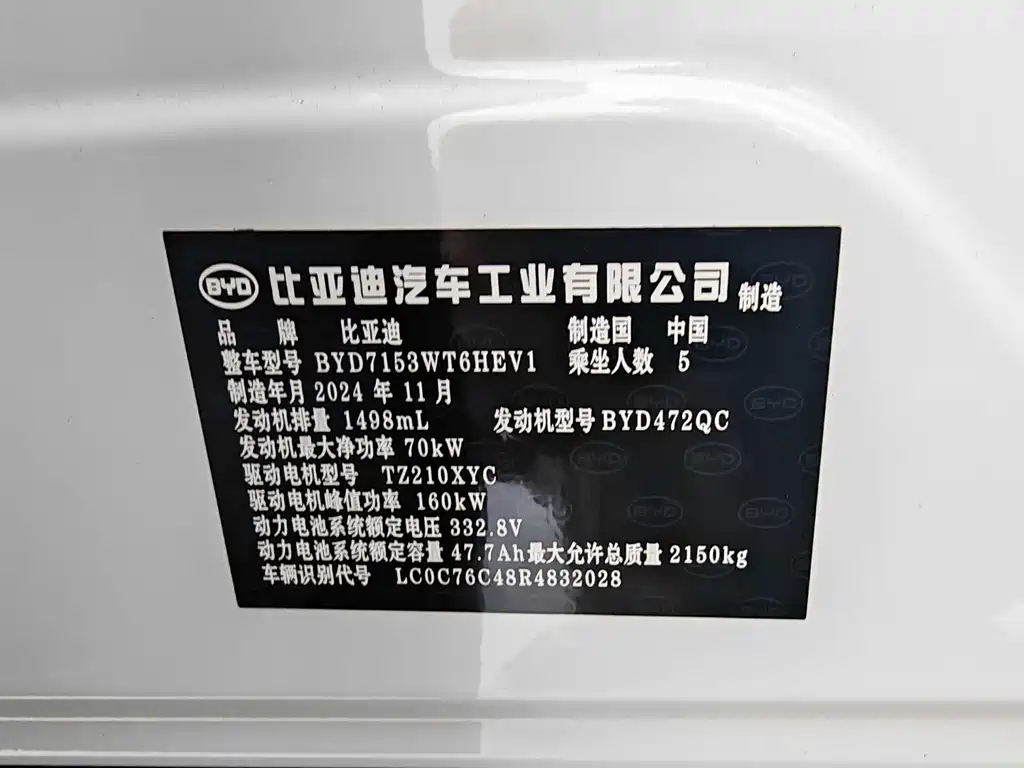 BYD 比亚迪汽车工业有限公司 制造
品 牌 比亚迪 制造国 中国
整车型号 BYD7153WT6HEV1 乘坐人数 5
制造年月 2024 年 11 月
发动机排量 1498mL 发动机型号 BYD472QC
发动机最大净功率 70kW
驱动电机型号 TZ210XYC
驱动电机峰值功率 160kW
动力电池系统额定电压 332.8V
动力电池系统额定容量 47.7Ah 最大允许总质量 2150kg
车辆识别代号 LC0C76C48R4832028